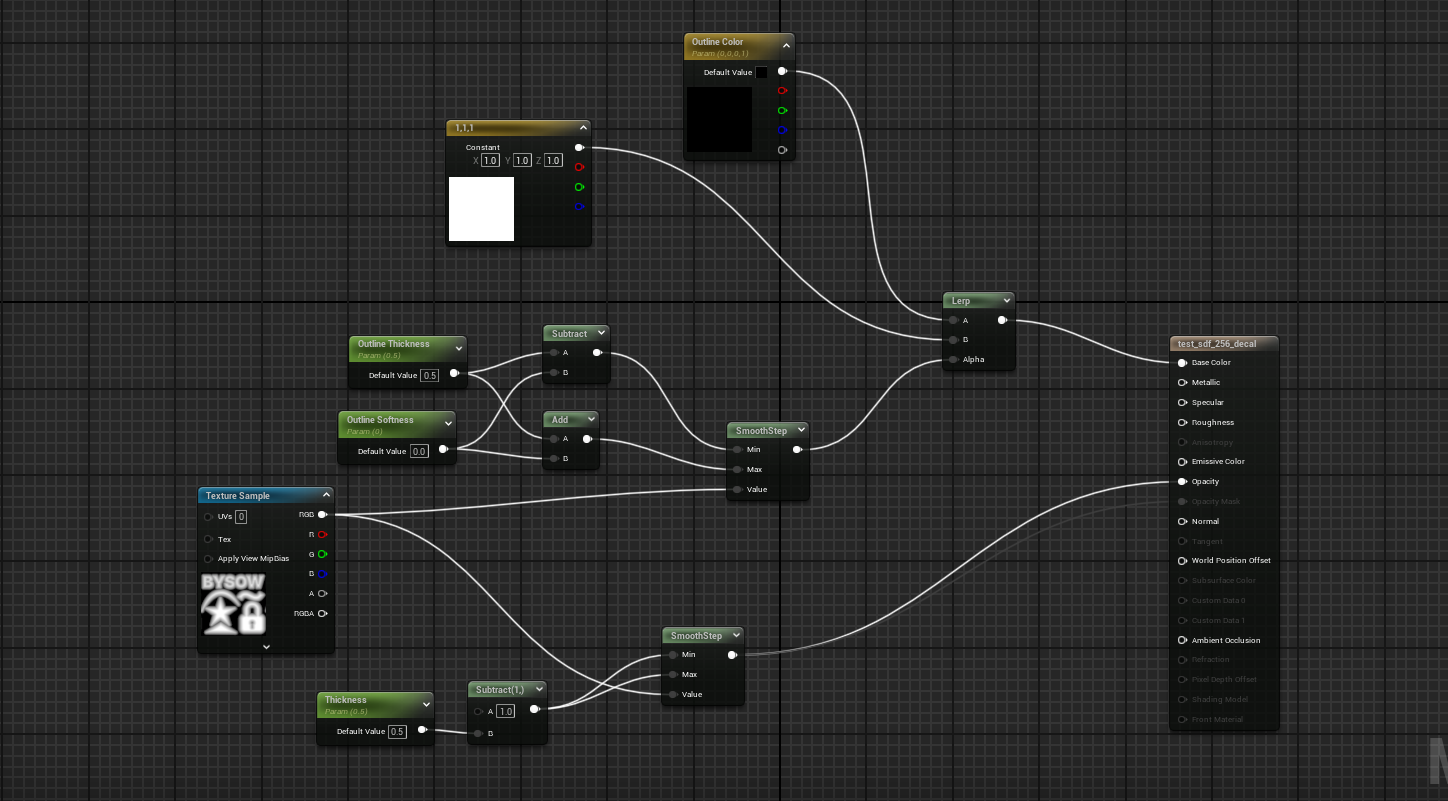 Outline Color
Param (0,0,0,1)
Default Value
1,1,1
Constant
X 1.0 Y 1.0 Z 1.0
Lerp
A
B
Alpha
Outline Thickness
Param (0.5)
Default Value 0.5
Subtract
A
B
Outline Softness
Param (0)
Default Value 0.0
Add
A
B
SmoothStep
Min
Max
Value
Texture Sample
UVs 0
Tex
Apply View MipBias
RGB
R
G
B
A
RGBA
BYSOW
SmoothStep
Min
Max
Value
Thickness
Param (0.5)
Default Value 0.5
Subtract(1,)
A 1.0
B
test_sdf_256_decal
Base Color
Metallic
Specular
Roughness
Anisotropy
Emissive Color
Opacity
Opacity Mask
Normal
Tangent
World Position Offset
Subsurface Color
Custom Data 0
Custom Data 1
Ambient Occlusion
Refraction
Pixel Depth Offset
Shading Model
Front Material
M